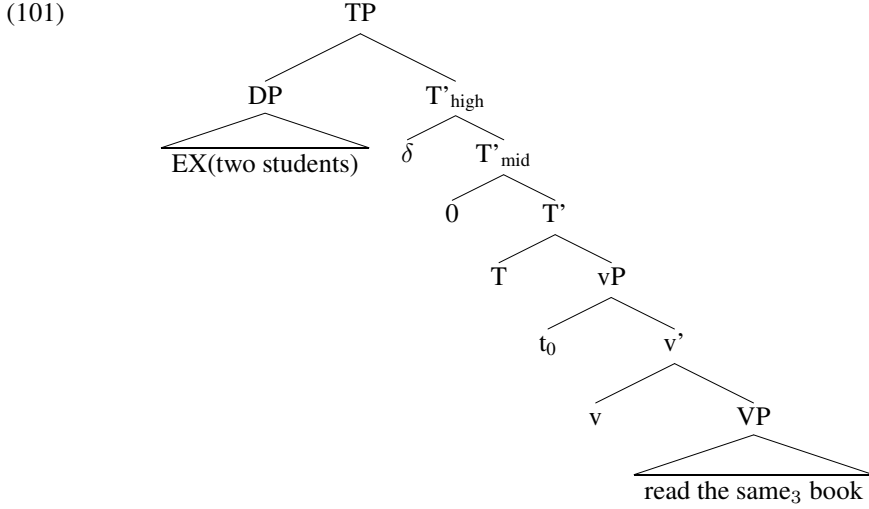 (101) TP
DP T'high
EX(two students) δ T'mid
0 T'
T vP
t0 v'
v VP
read the same3 book